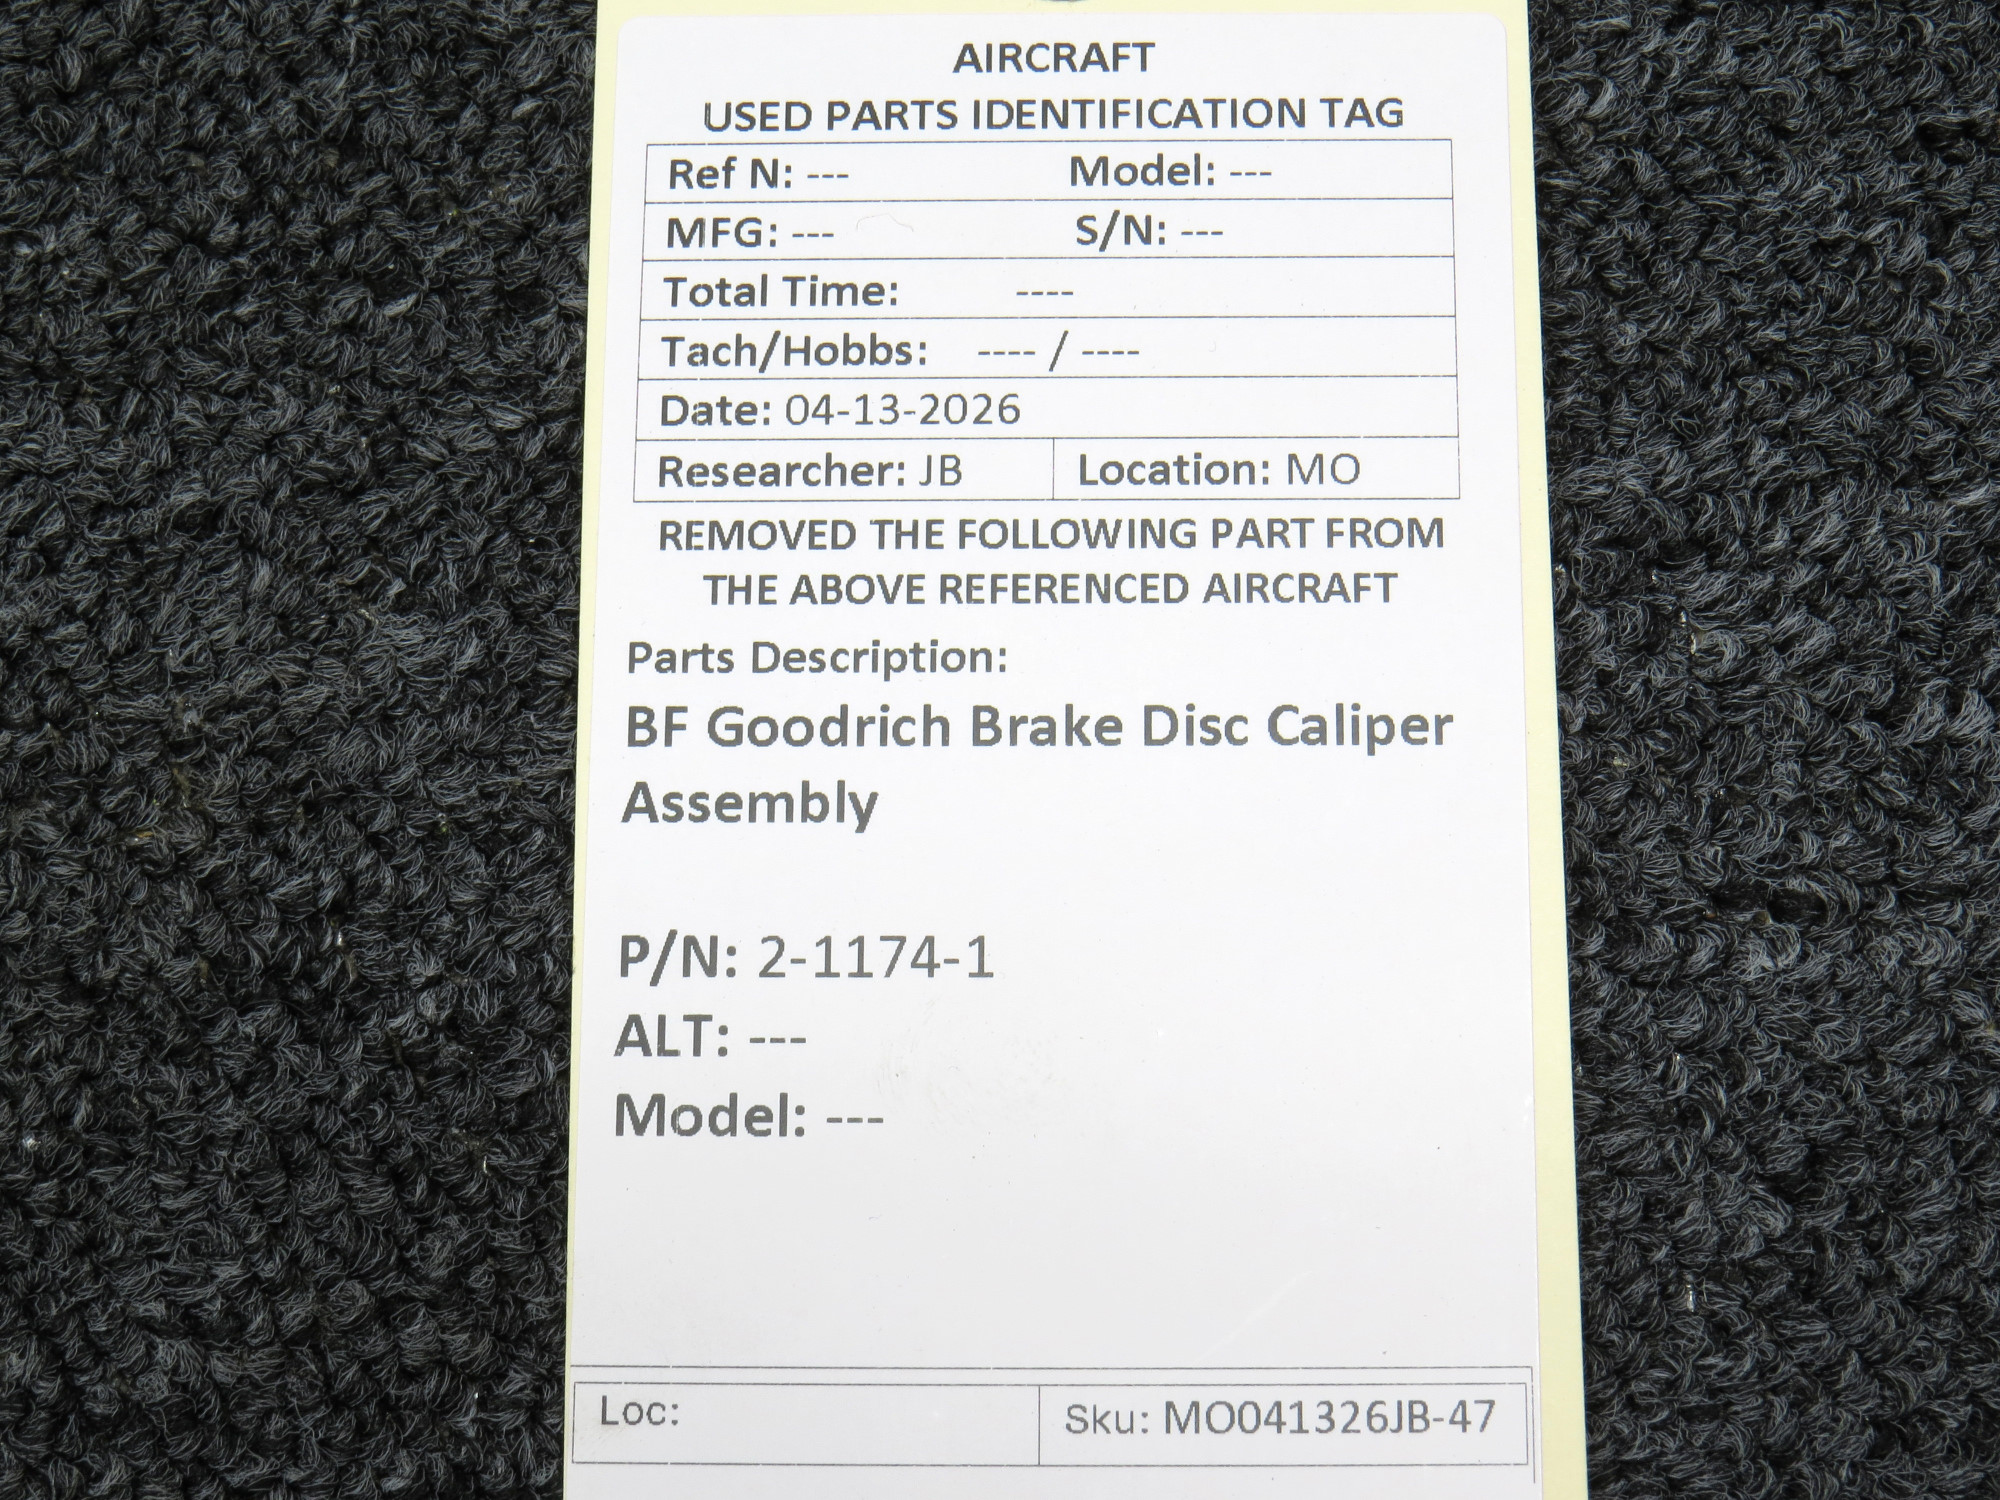 AIRCRAFT
USED PARTS IDENTIFICATION TAG
Ref N: --- Model: ---
MFG: --- S/N: ---
Total Time: ----
Tach/Hobbs: ---- / ----
Date: 04-13-2026
Researcher: JB Location: MO
REMOVED THE FOLLOWING PART FROM
THE ABOVE REFERENCED AIRCRAFT
Parts Description:
BF Goodrich Brake Disc Caliper
Assembly
P/N: 2-1174-1
ALT: ---
Model: ---
Loc: Sku: MO041326JB-47